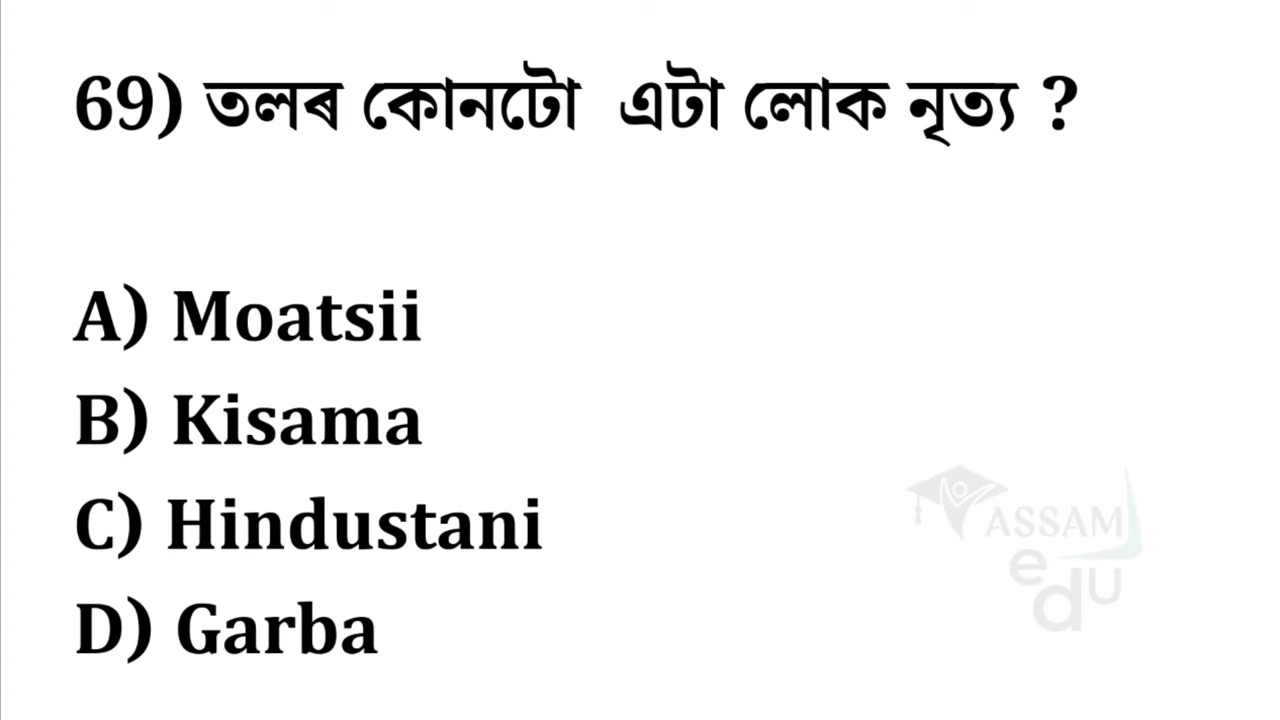 69) তলৰ কোনটো এটা লোক নৃত্য ?
A) Moatsii
B) Kisama
C) Hindustani
D) Garba
ASSAM
edu